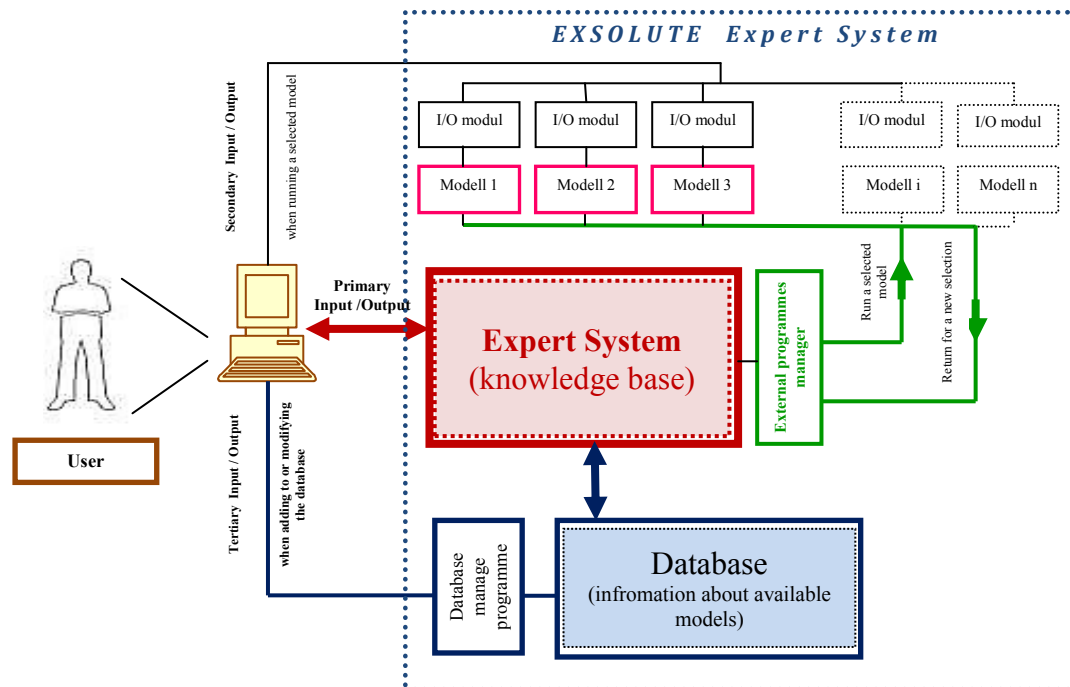 EXSOLUTE Expert System
Secondary Input / Output
when running a selected model
I/O modul
I/O modul
I/O modul
I/O modul
I/O modul
Modell 1
Modell 2
Modell 3
Modell i
Modell n
Primary
Input /Output
Expert System
(knowledge base)
External programmes
manager
Run a selected
model
Return for a new selection
User
Tertiary Input / Output
when adding to or modifying
the database
Database
manage
programme
Database
(infromation about available
models)